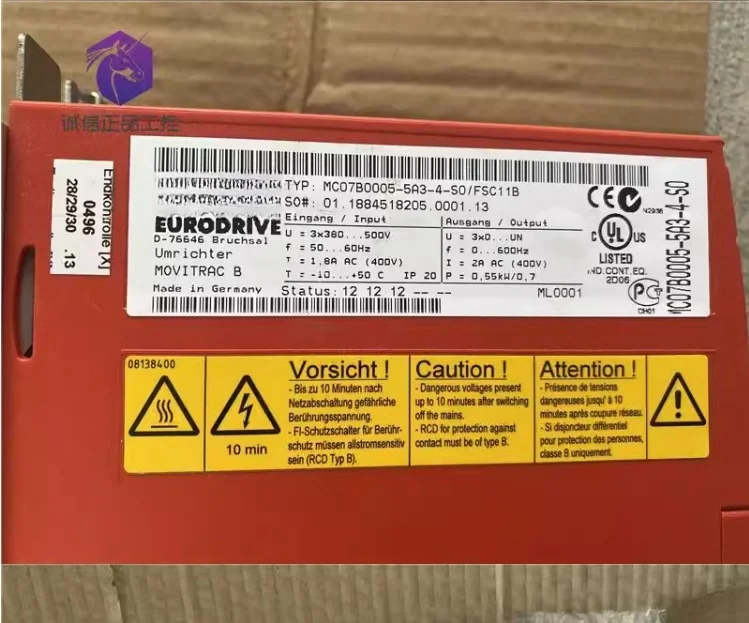 诚信正品工控
Endkontrolle [X]
0496
28/29/30 .13
TYP: MC07B0005-5A3-4-S0/FSC11B
SO#: 01.1884518205.0001.13
EURODRIVE
D-76646 Bruchsal
Umrichter
MOVITRAC B
Made in Germany
Eingang / Input
U = 3x380...500V
f = 50...60Hz
I = 1,8A AC (400V)
T = -10...+50 C IP 20
Status: 12 12 12 -- --
Ausgang / Output
U = 3x0...UN
f = 0...600Hz
I = 2A AC (400V)
P = 0,55kW/0,7
ML0001
CE
N2936
C UL US
LISTED
IND.CONT.EQ.
2D06
CH01
MC07B0005-5A3-4-S0
08138400
10 min
Vorsicht !
- Bis zu 10 Minuten nach
Netzabschaltung gefährliche
Berührungsspannung.
- FI-Schutzschalter für Berühr-
schutz müssen allstromsensitiv
sein (RCD Typ B).
Caution !
- Dangerous voltages present
up to 10 minutes after switching
off the mains.
- RCD for protection against
contact must be of type B.
Attention !
- Présence de tensions
dangereuses jusqu' à 10
minutes après coupure réseau.
- Si disjoncteur différentiel
pour protection des personnes,
classe B uniquement.